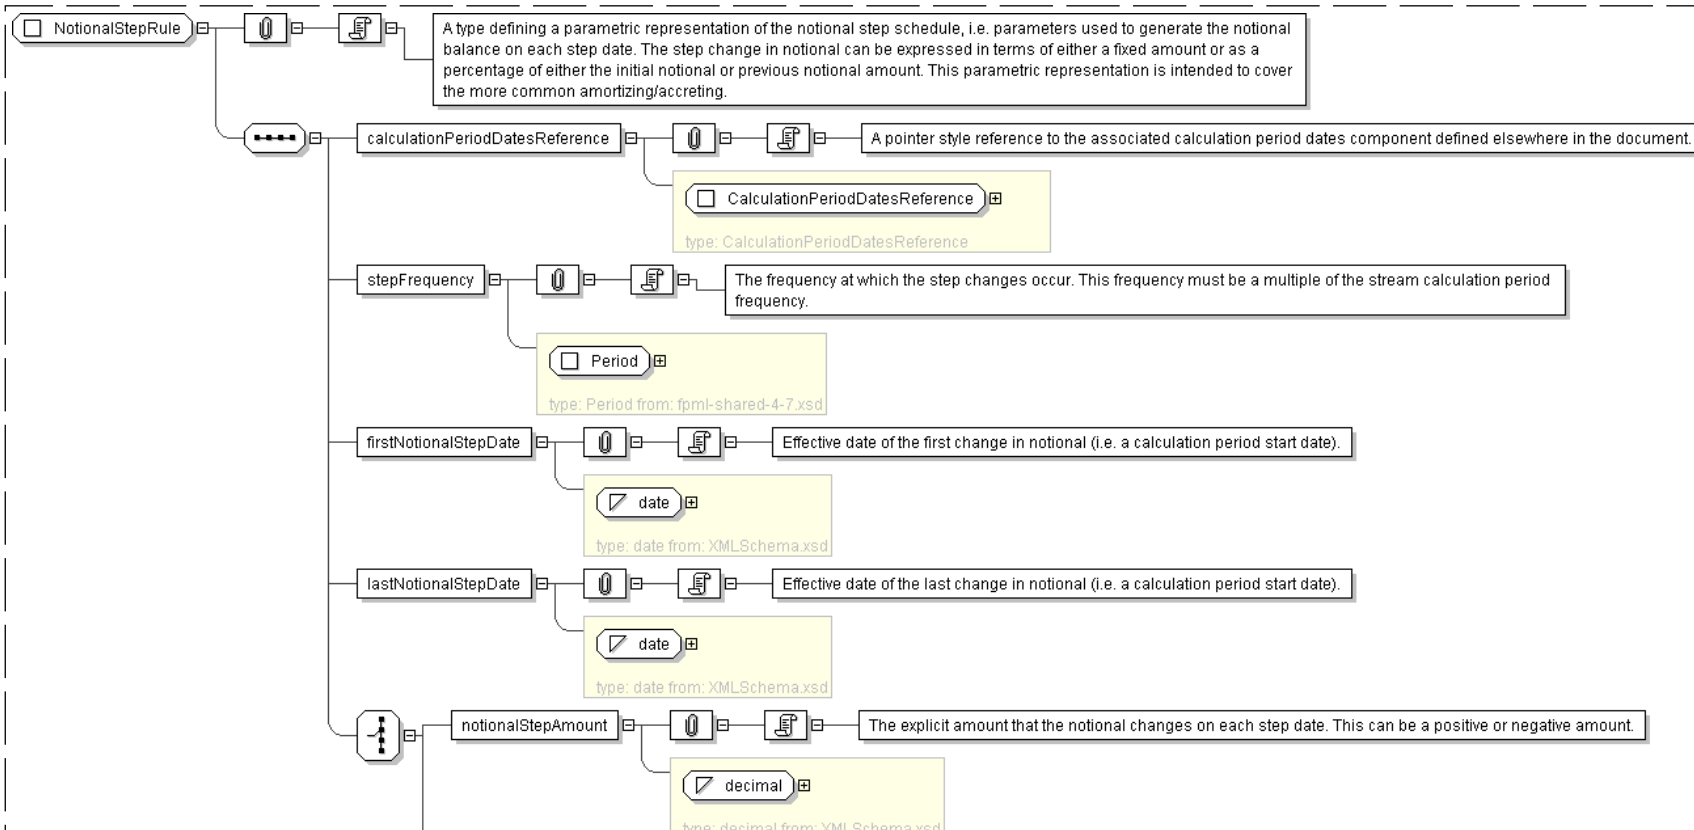 NotionalStepRule
A type defining a parametric representation of the notional step schedule, i.e. parameters used to generate the notional
balance on each step date. The step change in notional can be expressed in terms of either a fixed amount or as a
percentage of either the initial notional or previous notional amount. This parametric representation is intended to cover
the more common amortizing/accreting.
calculationPeriodDatesReference
A pointer style reference to the associated calculation period dates component defined elsewhere in the document.
CalculationPeriodDatesReference
type: CalculationPeriodDatesReference
stepFrequency
The frequency at which the step changes occur. This frequency must be a multiple of the stream calculation period
frequency.
Period
type: Period from: fpml-shared-4-7.xsd
firstNotionalStepDate
Effective date of the first change in notional (i.e. a calculation period start date).
date
type: date from: XMLSchema.xsd
lastNotionalStepDate
Effective date of the last change in notional (i.e. a calculation period start date).
date
type: date from: XMLSchema.xsd
notionalStepAmount
The explicit amount that the notional changes on each step date. This can be a positive or negative amount.
decimal
type: decimal from: XMLSchema.xsd